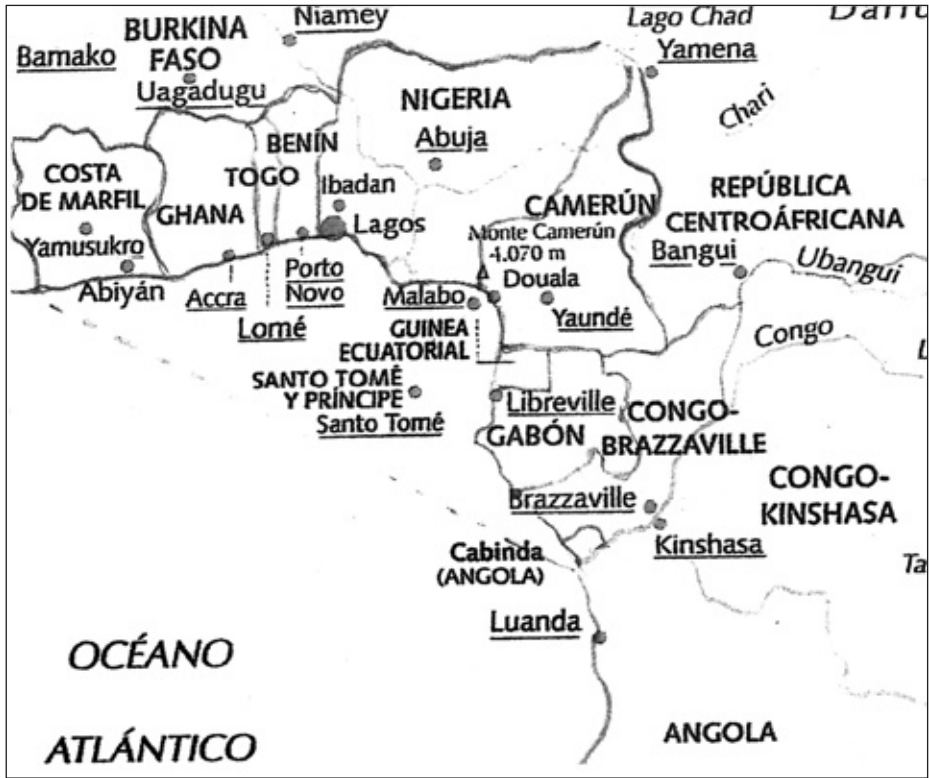 Niamey
BURKINA
FASO
Bamako
Uagadugu
Lago Chad
Yamena
Chari
NIGERIA
Abuja
BENÍN
TOGO
Ibadan
Lagos
COSTA
DE MARFIL
GHANA
Yamusukro
Abiyán
Accra
Lomé
Porto
Novo
CAMERÚN
Monte Camerún
4.070 m
Douala
Malabo
Yaundé
REPÚBLICA
CENTROÁFRICANA
Bangui
Ubangui
Congo
GUINEA
ECUATORIAL
SANTO TOMÉ
Y PRÍNCIPE
Santo Tomé
Libreville
GABÓN
CONGO-
BRAZZAVILLE
Brazzaville
CONGO-
KINSHASA
Kinshasa
Cabinda
(ANGOLA)
Ta
Luanda
OCÉANO
ATLÁNTICO
ANGOLA